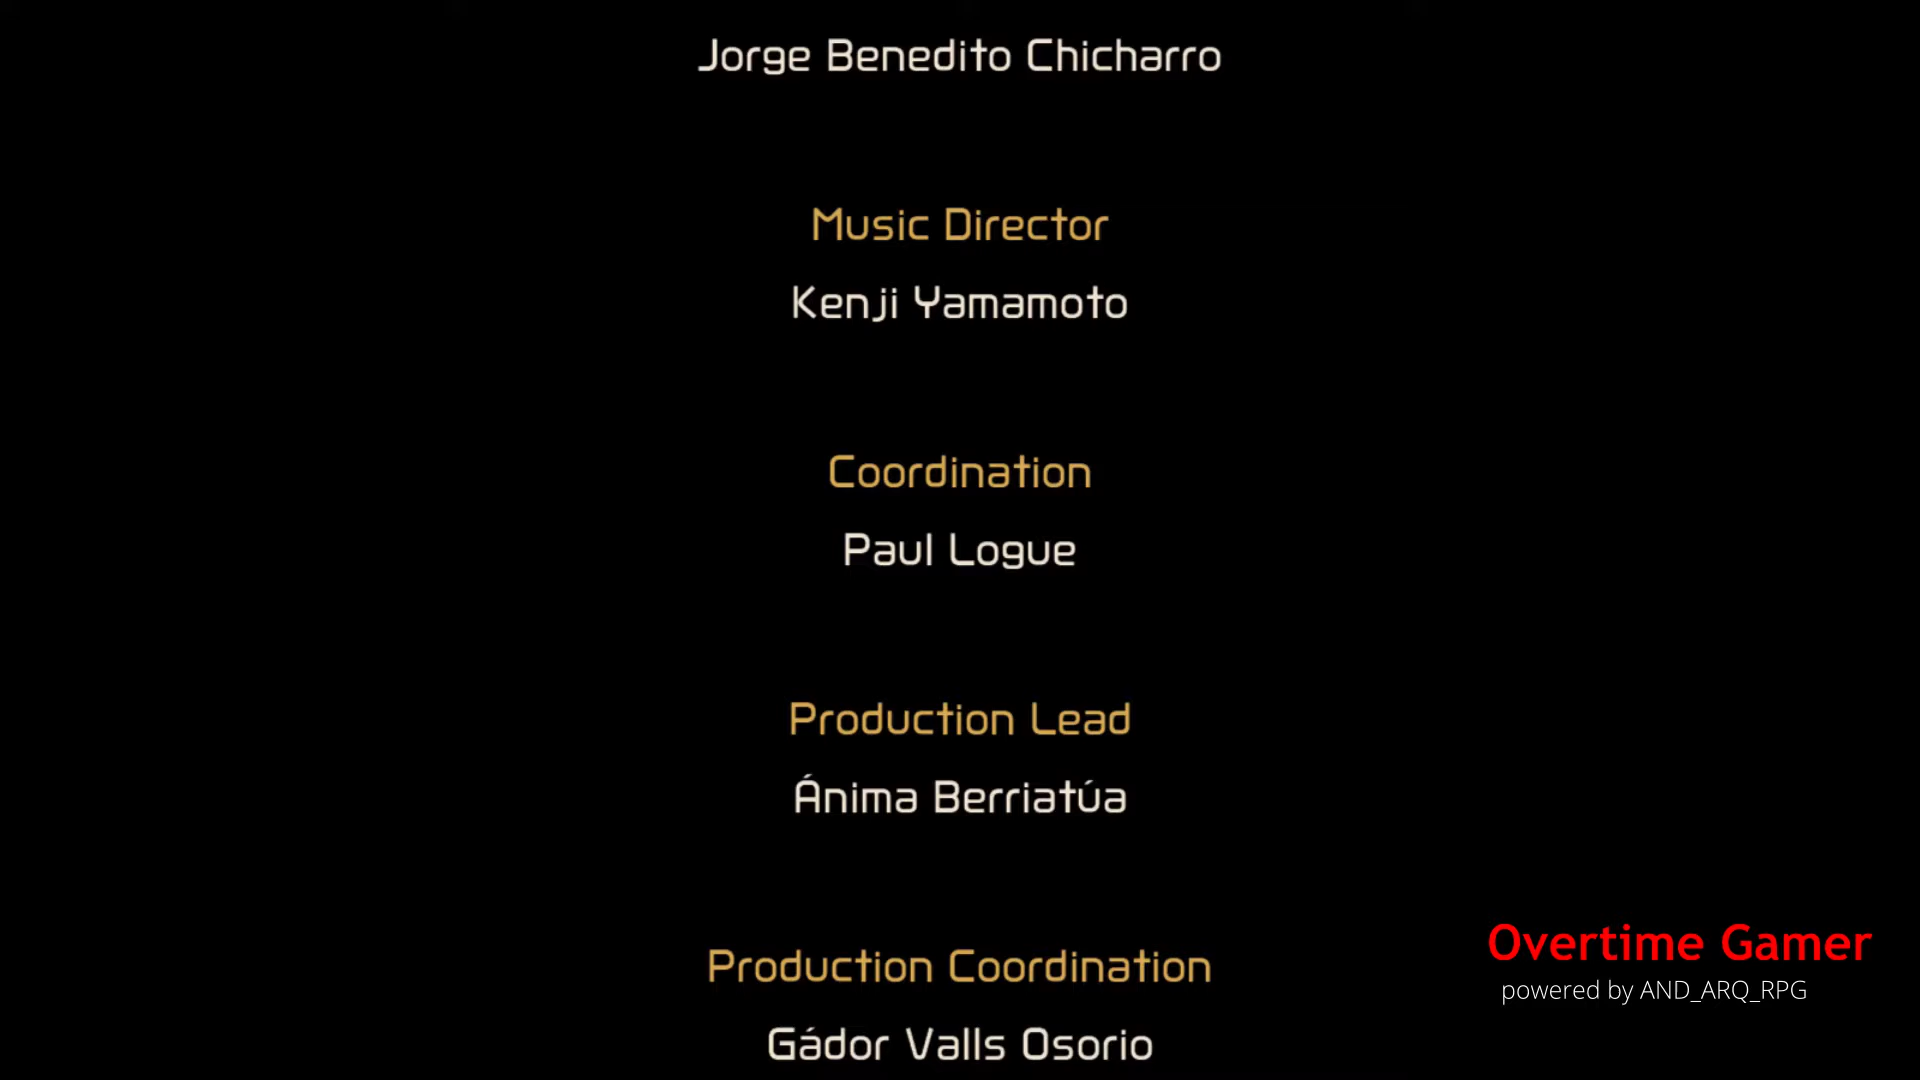 Jorge Benedito Chicharro
Music Director
Kenji Yamamoto
Coordination
Paul Logue
Production Lead
Ánima Berriatúa
Production Coordination
Gádor Valls Osorio
Overtime Gamer
powered by AND_ARQ_RPG